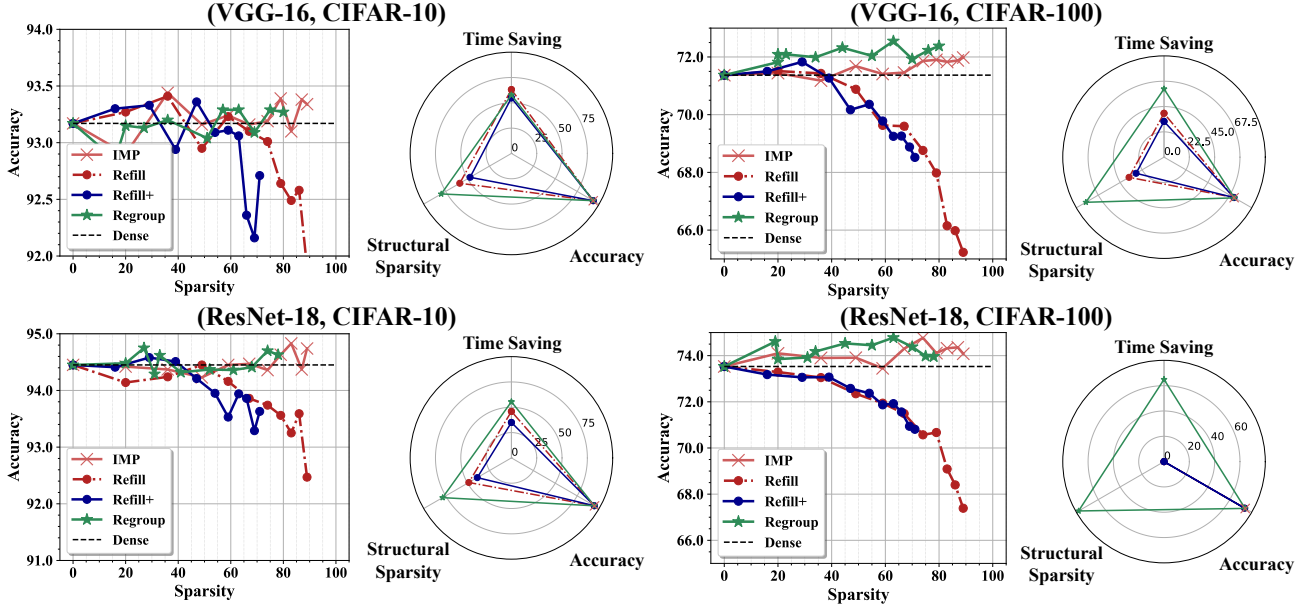 (VGG-16, CIFAR-10)
94.0
93.5
93.0
92.5
92.0
Accuracy
IMP
Refill
Refill+
Regroup
Dense
0
20
40
60
80
100
Sparsity
Time Saving
75
50
25
0
Structural
Sparsity
Accuracy
(VGG-16, CIFAR-100)
72.0
70.0
68.0
66.0
Accuracy
IMP
Refill
Refill+
Regroup
Dense
0
20
40
60
80
100
Sparsity
Time Saving
67.5
45.0
22.5
0.0
Structural
Sparsity
Accuracy
(ResNet-18, CIFAR-10)
95.0
94.0
93.0
92.0
91.0
Accuracy
IMP
Refill
Refill+
Regroup
Dense
0
20
40
60
80
100
Sparsity
Time Saving
75
50
25
0
Structural
Sparsity
Accuracy
(ResNet-18, CIFAR-100)
74.0
72.0
70.0
68.0
66.0
Accuracy
IMP
Refill
Refill+
Regroup
Dense
0
20
40
60
80
100
Sparsity
Time Saving
60
40
20
0
Structural
Sparsity
Accuracy